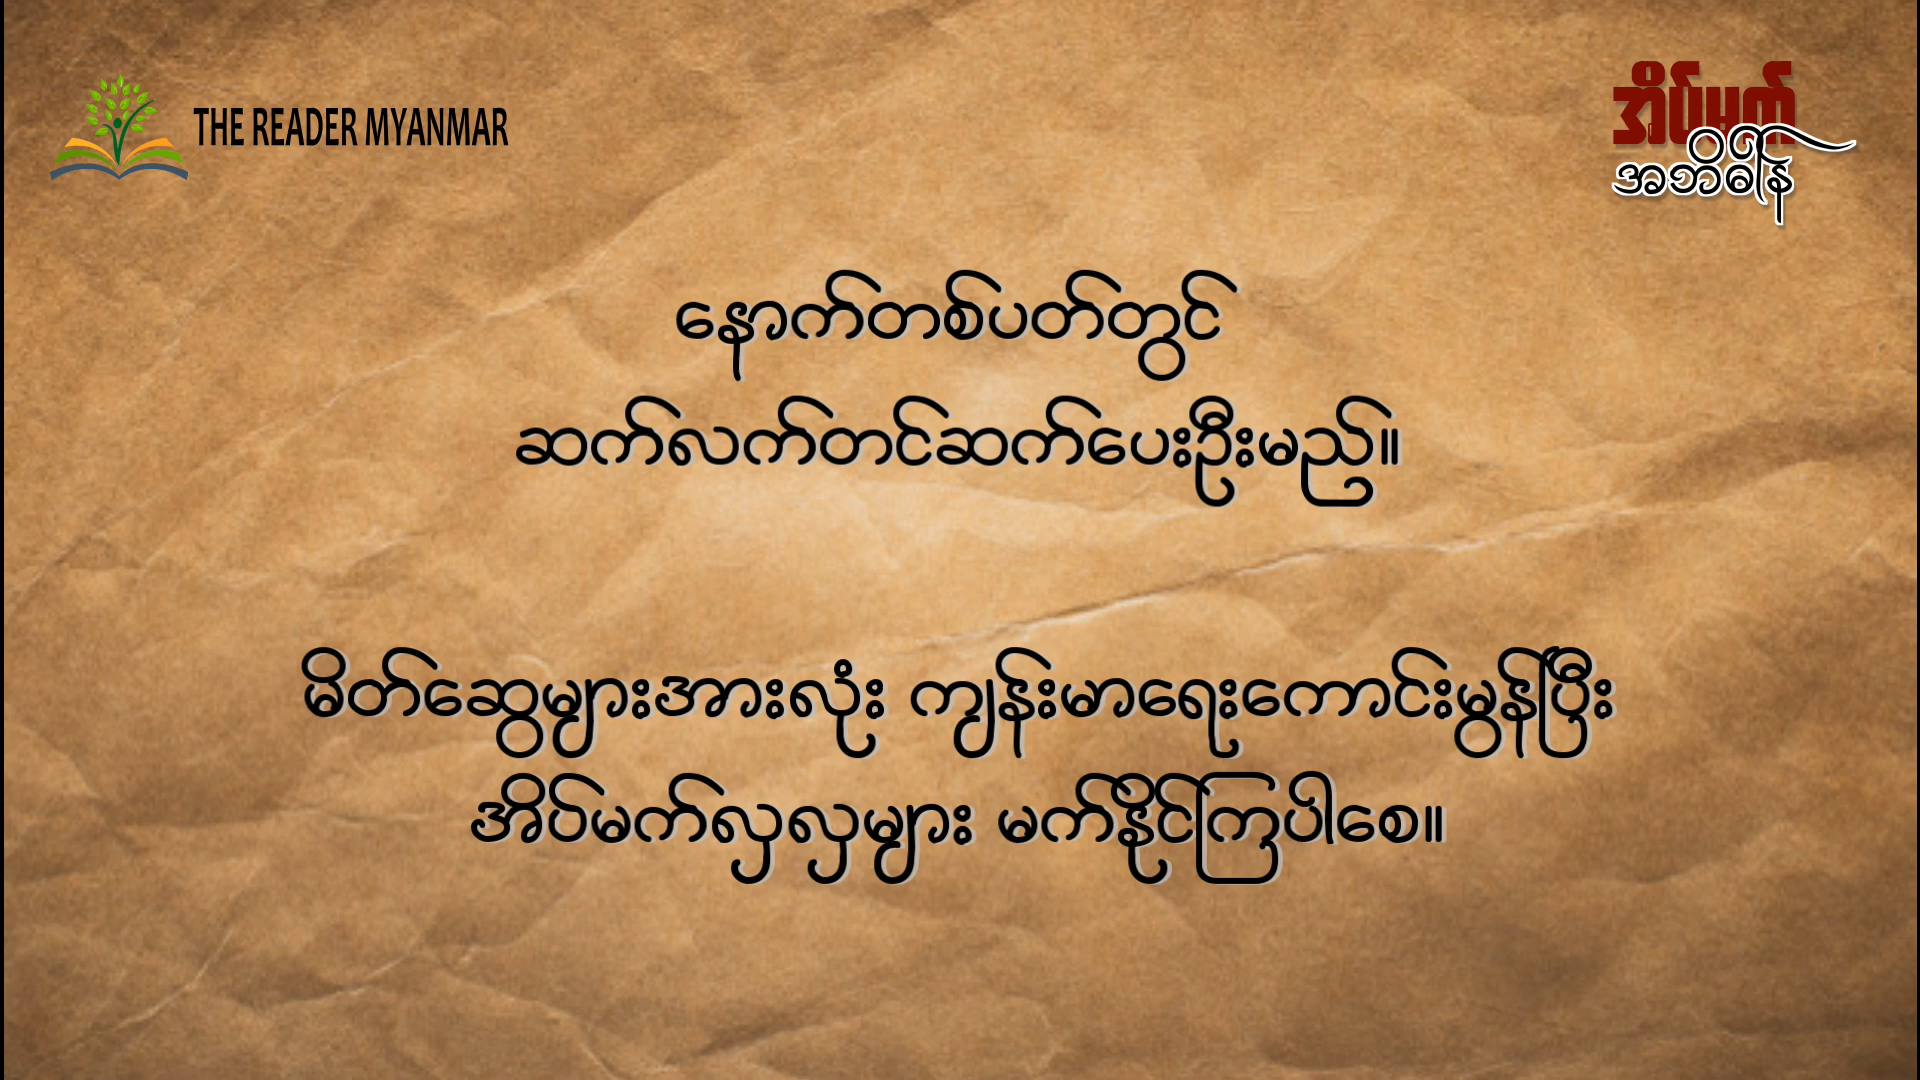 THE READER MYANMAR
အိပ်မက်
အဘိဓါန်
နောက်တစ်ပတ်တွင်
ဆက်လက်တင်ဆက်ပေးဦးမည်။
မိတ်ဆွေများအားလုံး ကျန်းမာရေးကောင်းမွန်ပြီး
အိပ်မက်လှလှများ မက်နိုင်ကြပါစေ။